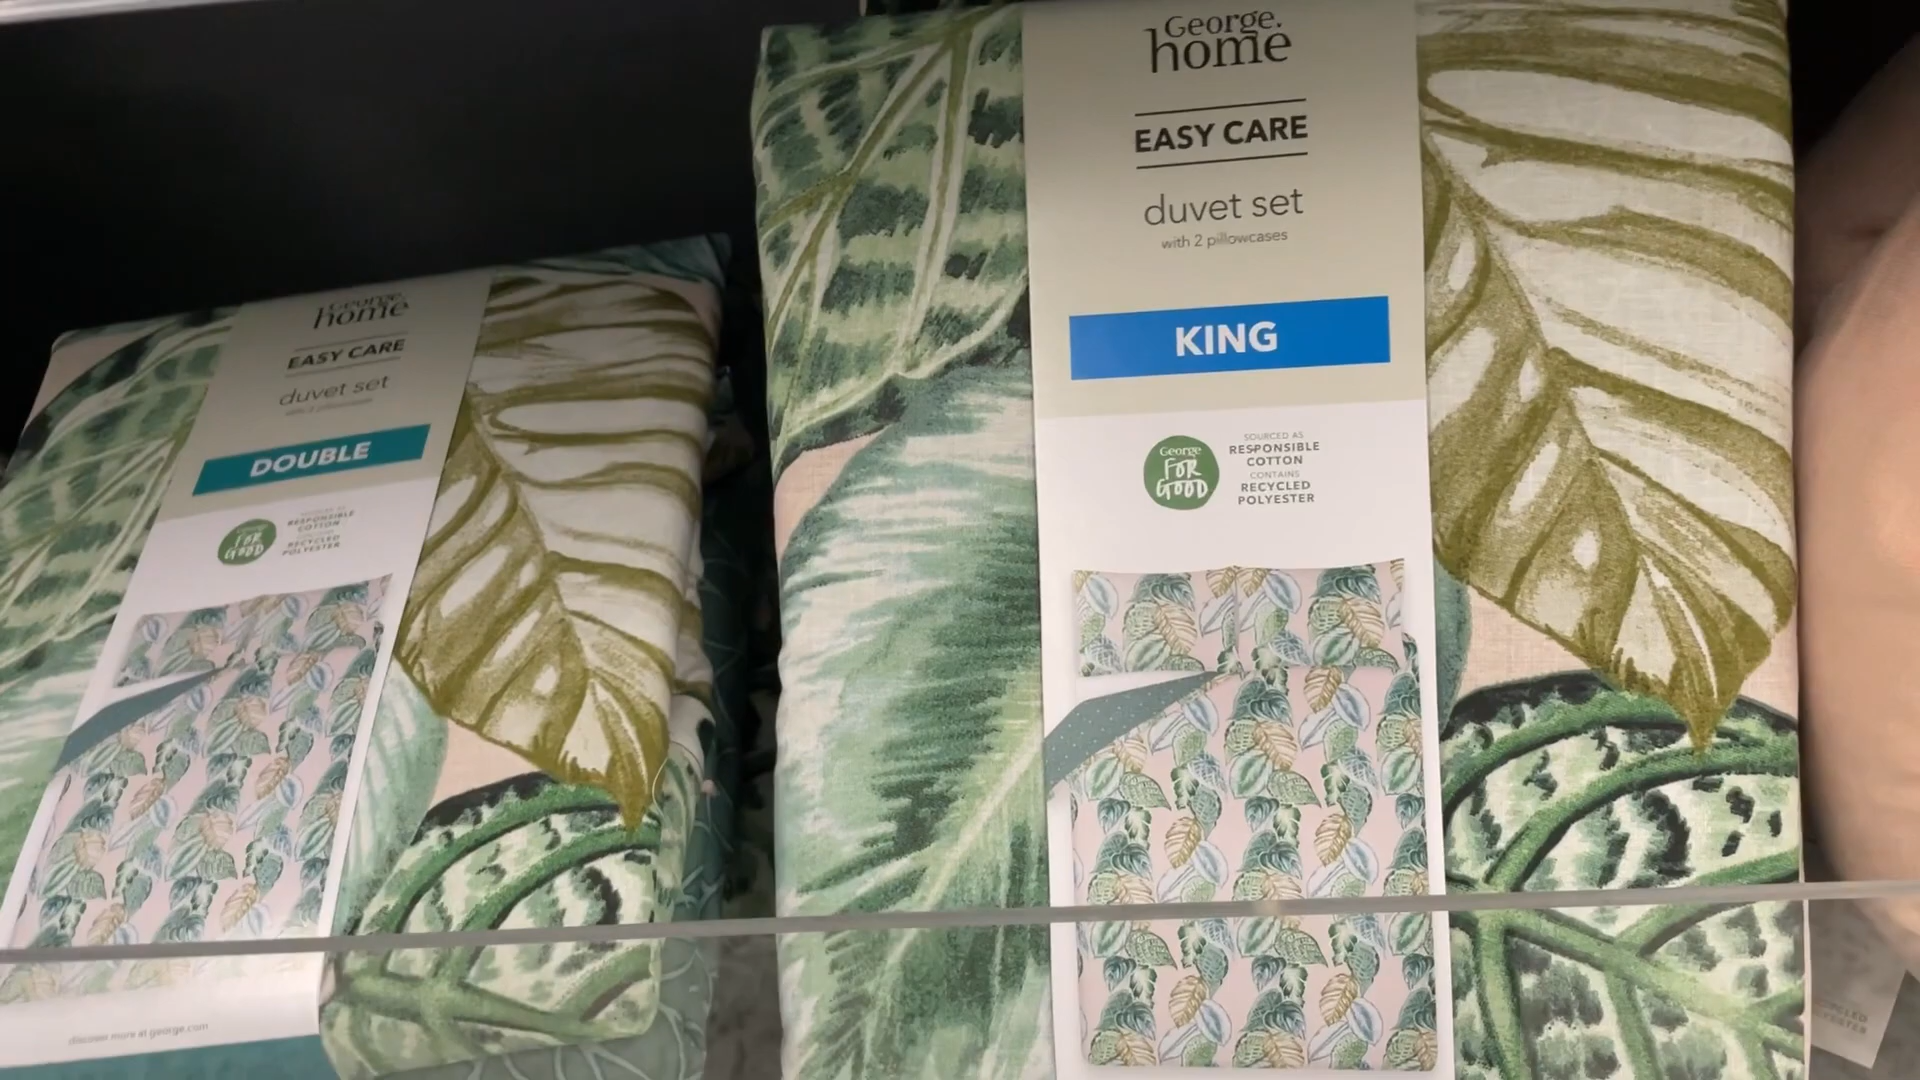 George.
home
EASY CARE
duvet set
DOUBLE
FOR
GOOD
RESPONSIBLE
COTTON
RECYCLED
POLYESTER
discover more at george.com
George.
home
EASY CARE
duvet set
with 2 pillowcases
KING
George
FOR
GOOD
SOURCED AS
RESPONSIBLE
COTTON
CONTAINS
RECYCLED
POLYESTER